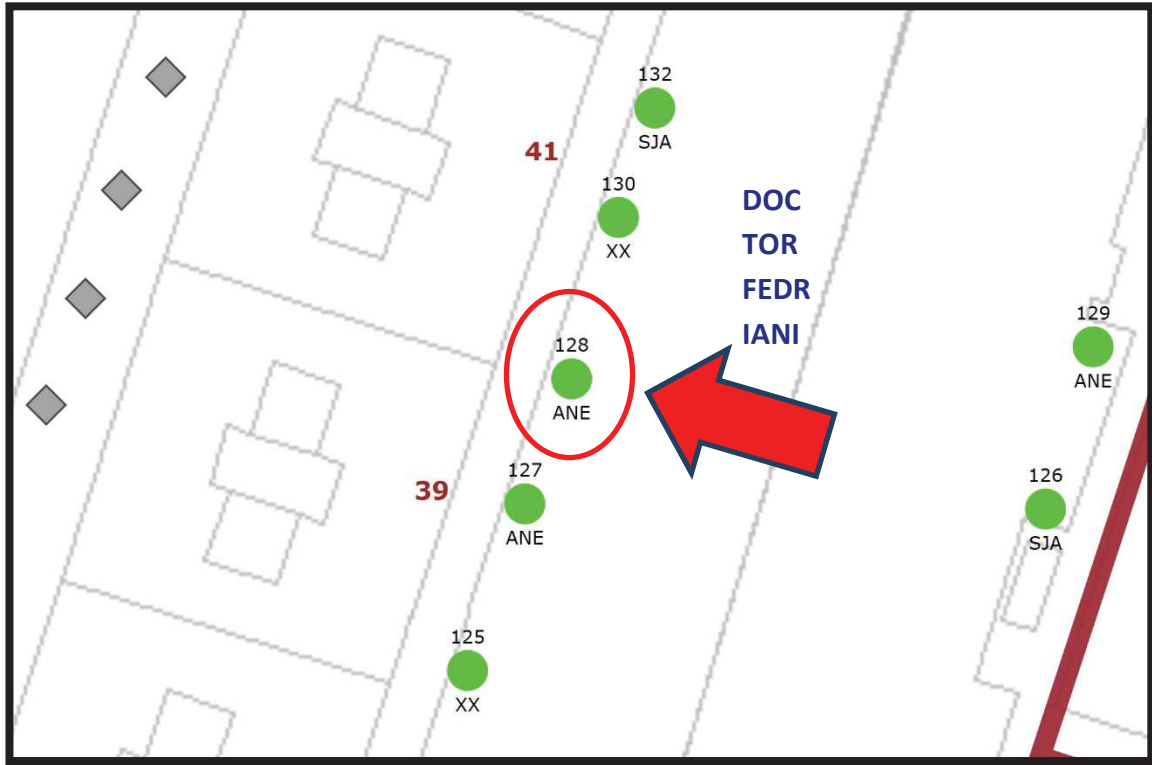 132
SJA
41
130
XX
DOC
TOR
FEDR
IANI
128
ANE
129
ANE
127
ANE
39
126
SJA
125
XX